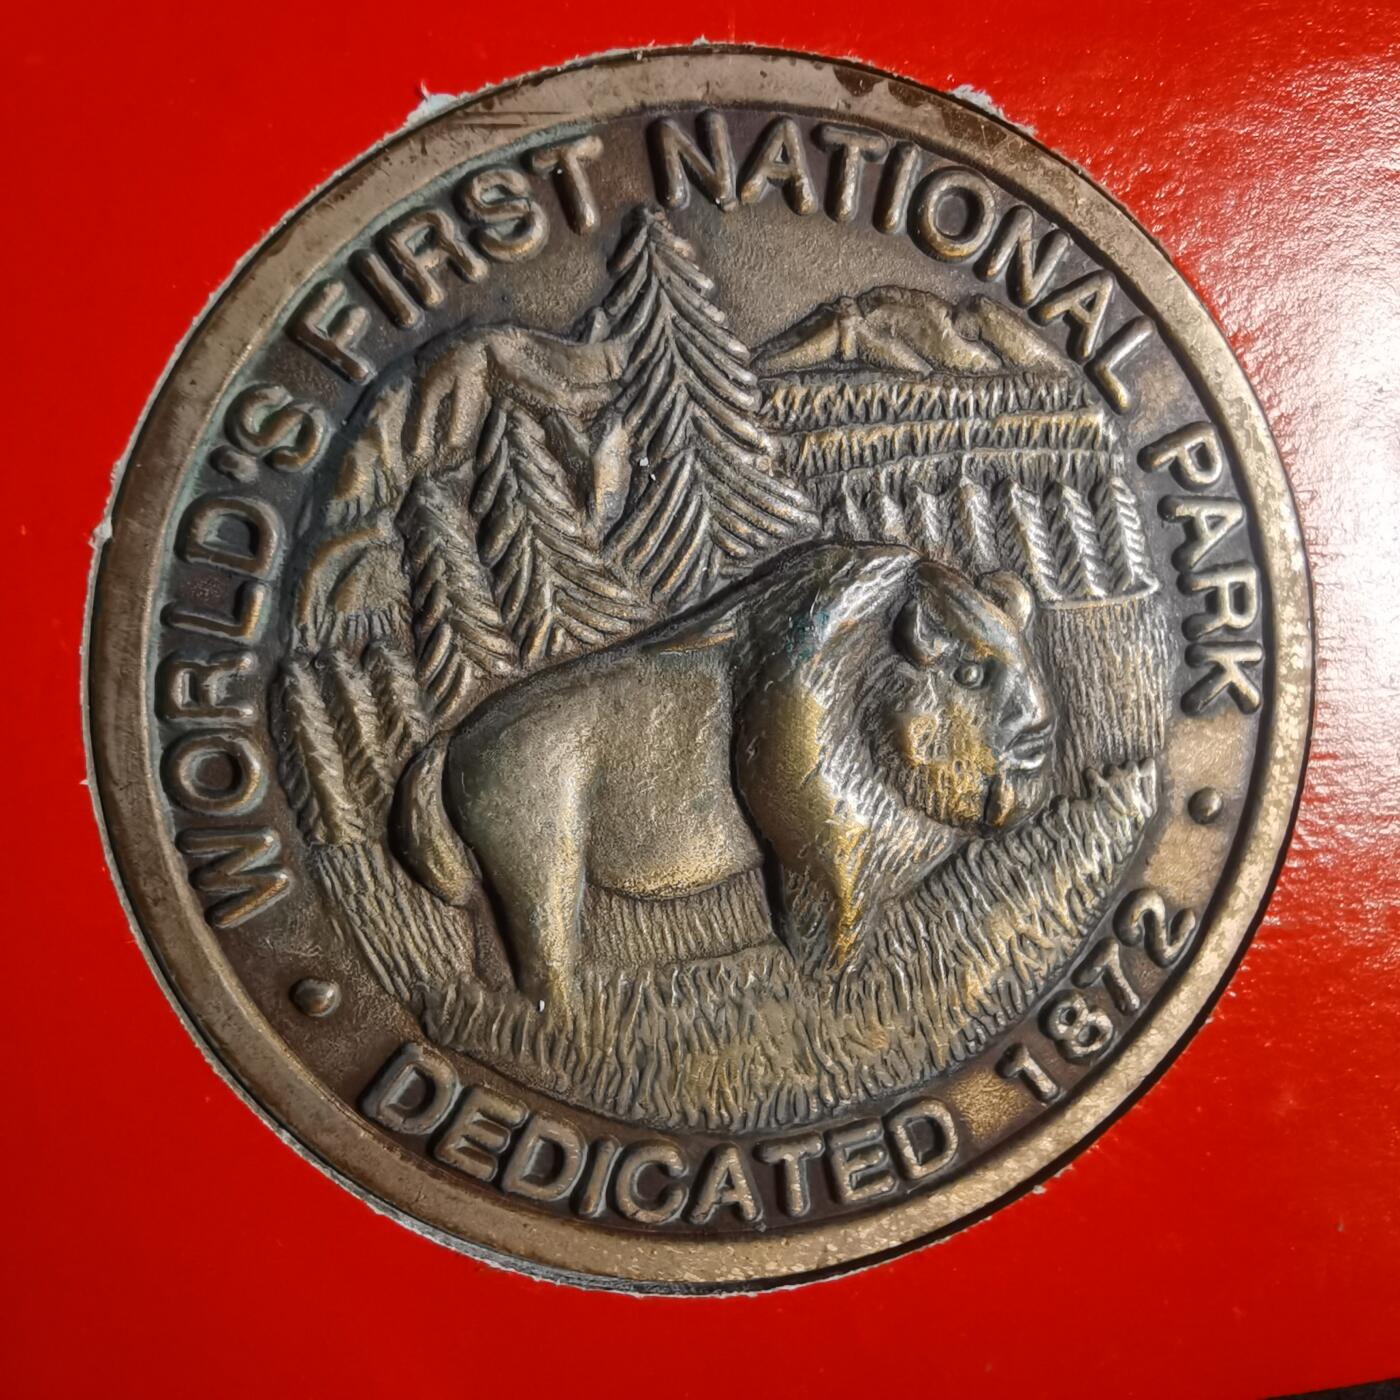 WORLD'S FIRST NATIONAL PARK
DEDICATED 1872